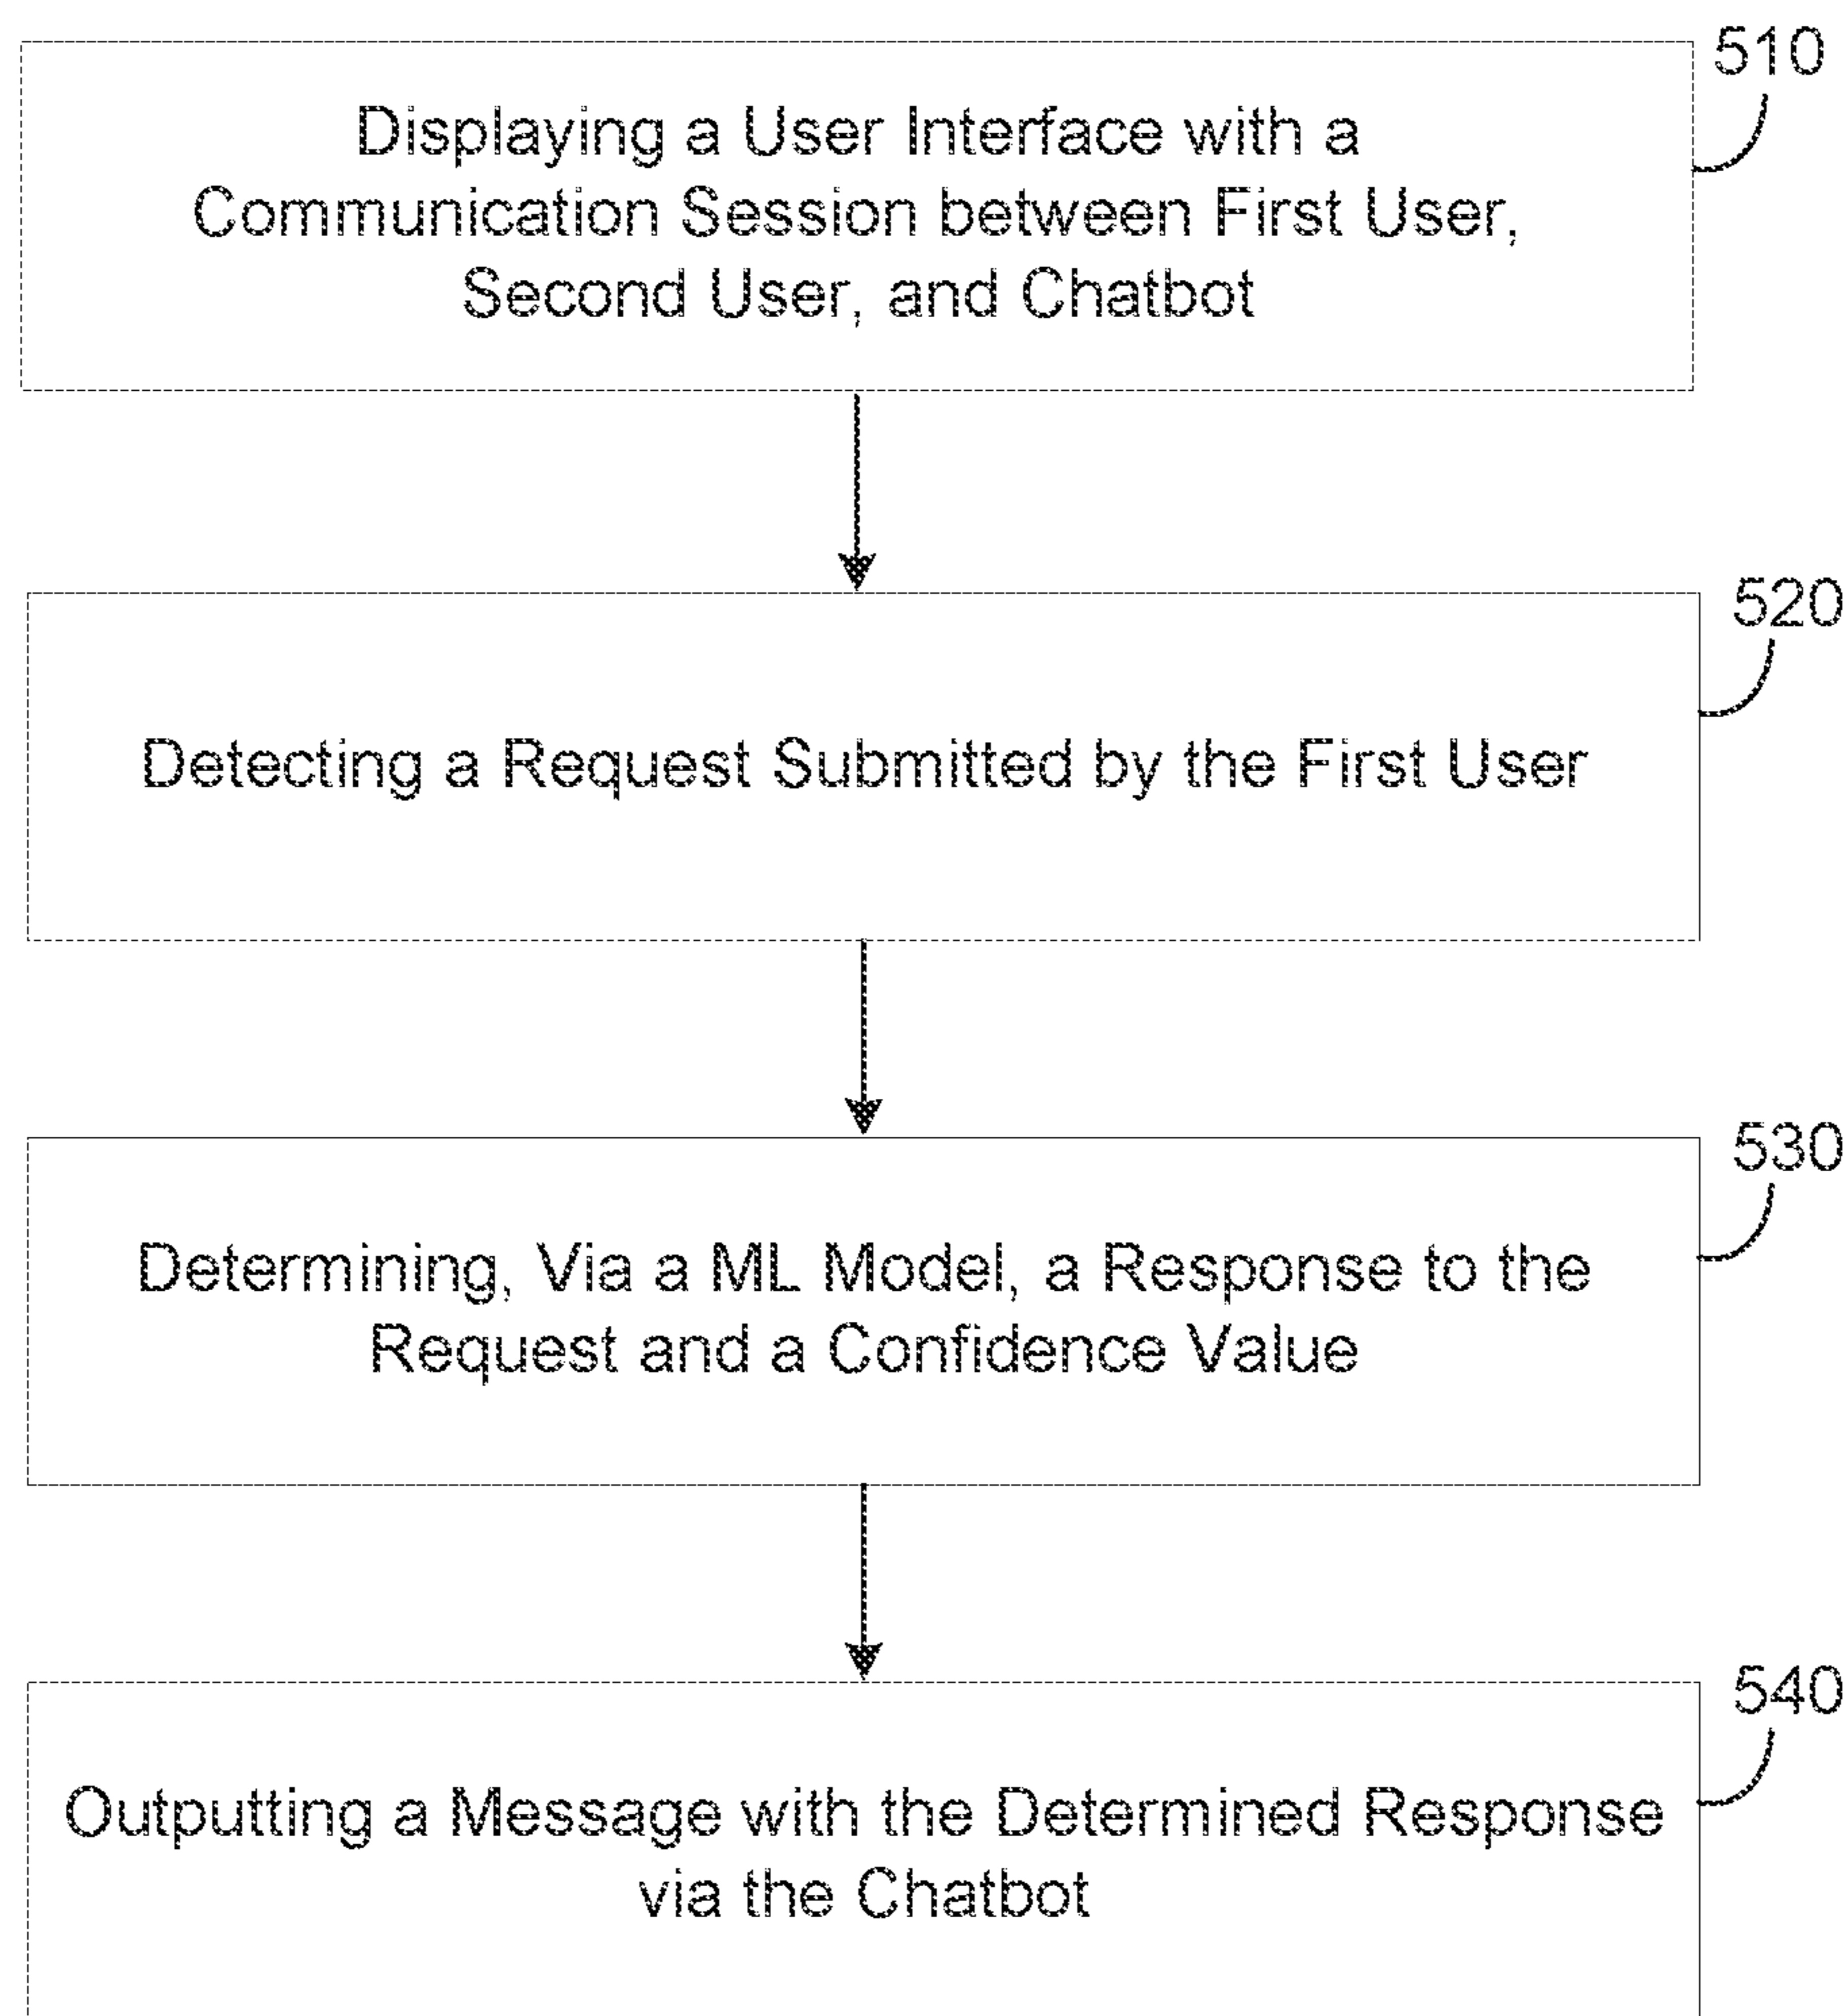 510
Displaying a User Interface with a
Communication Session between First User,
Second User, and Chatbot
520
Detecting a Request Submitted by the First User
530
Determining, Via a ML Model, a Response to the
Request and a Confidence Value
540
Outputting a Message with the Determined Response
via the Chatbot